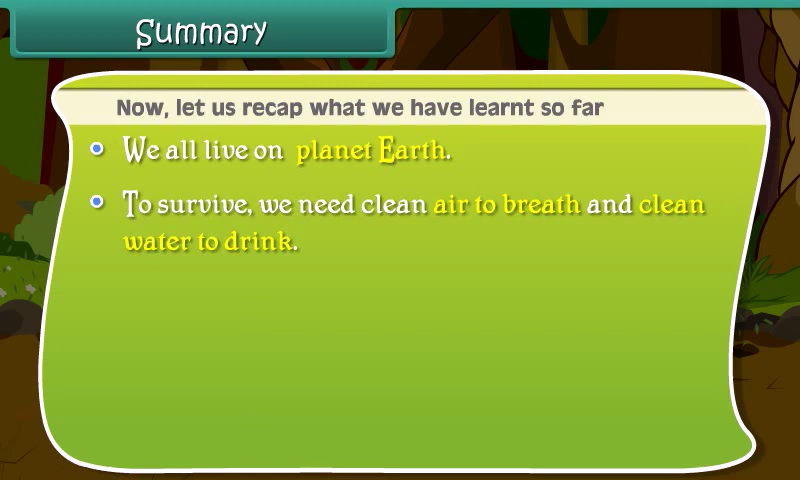 Summary
Now, let us recap what we have learnt so far
We all live on planet Earth.
To survive, we need clean air to breath and clean
water to drink.